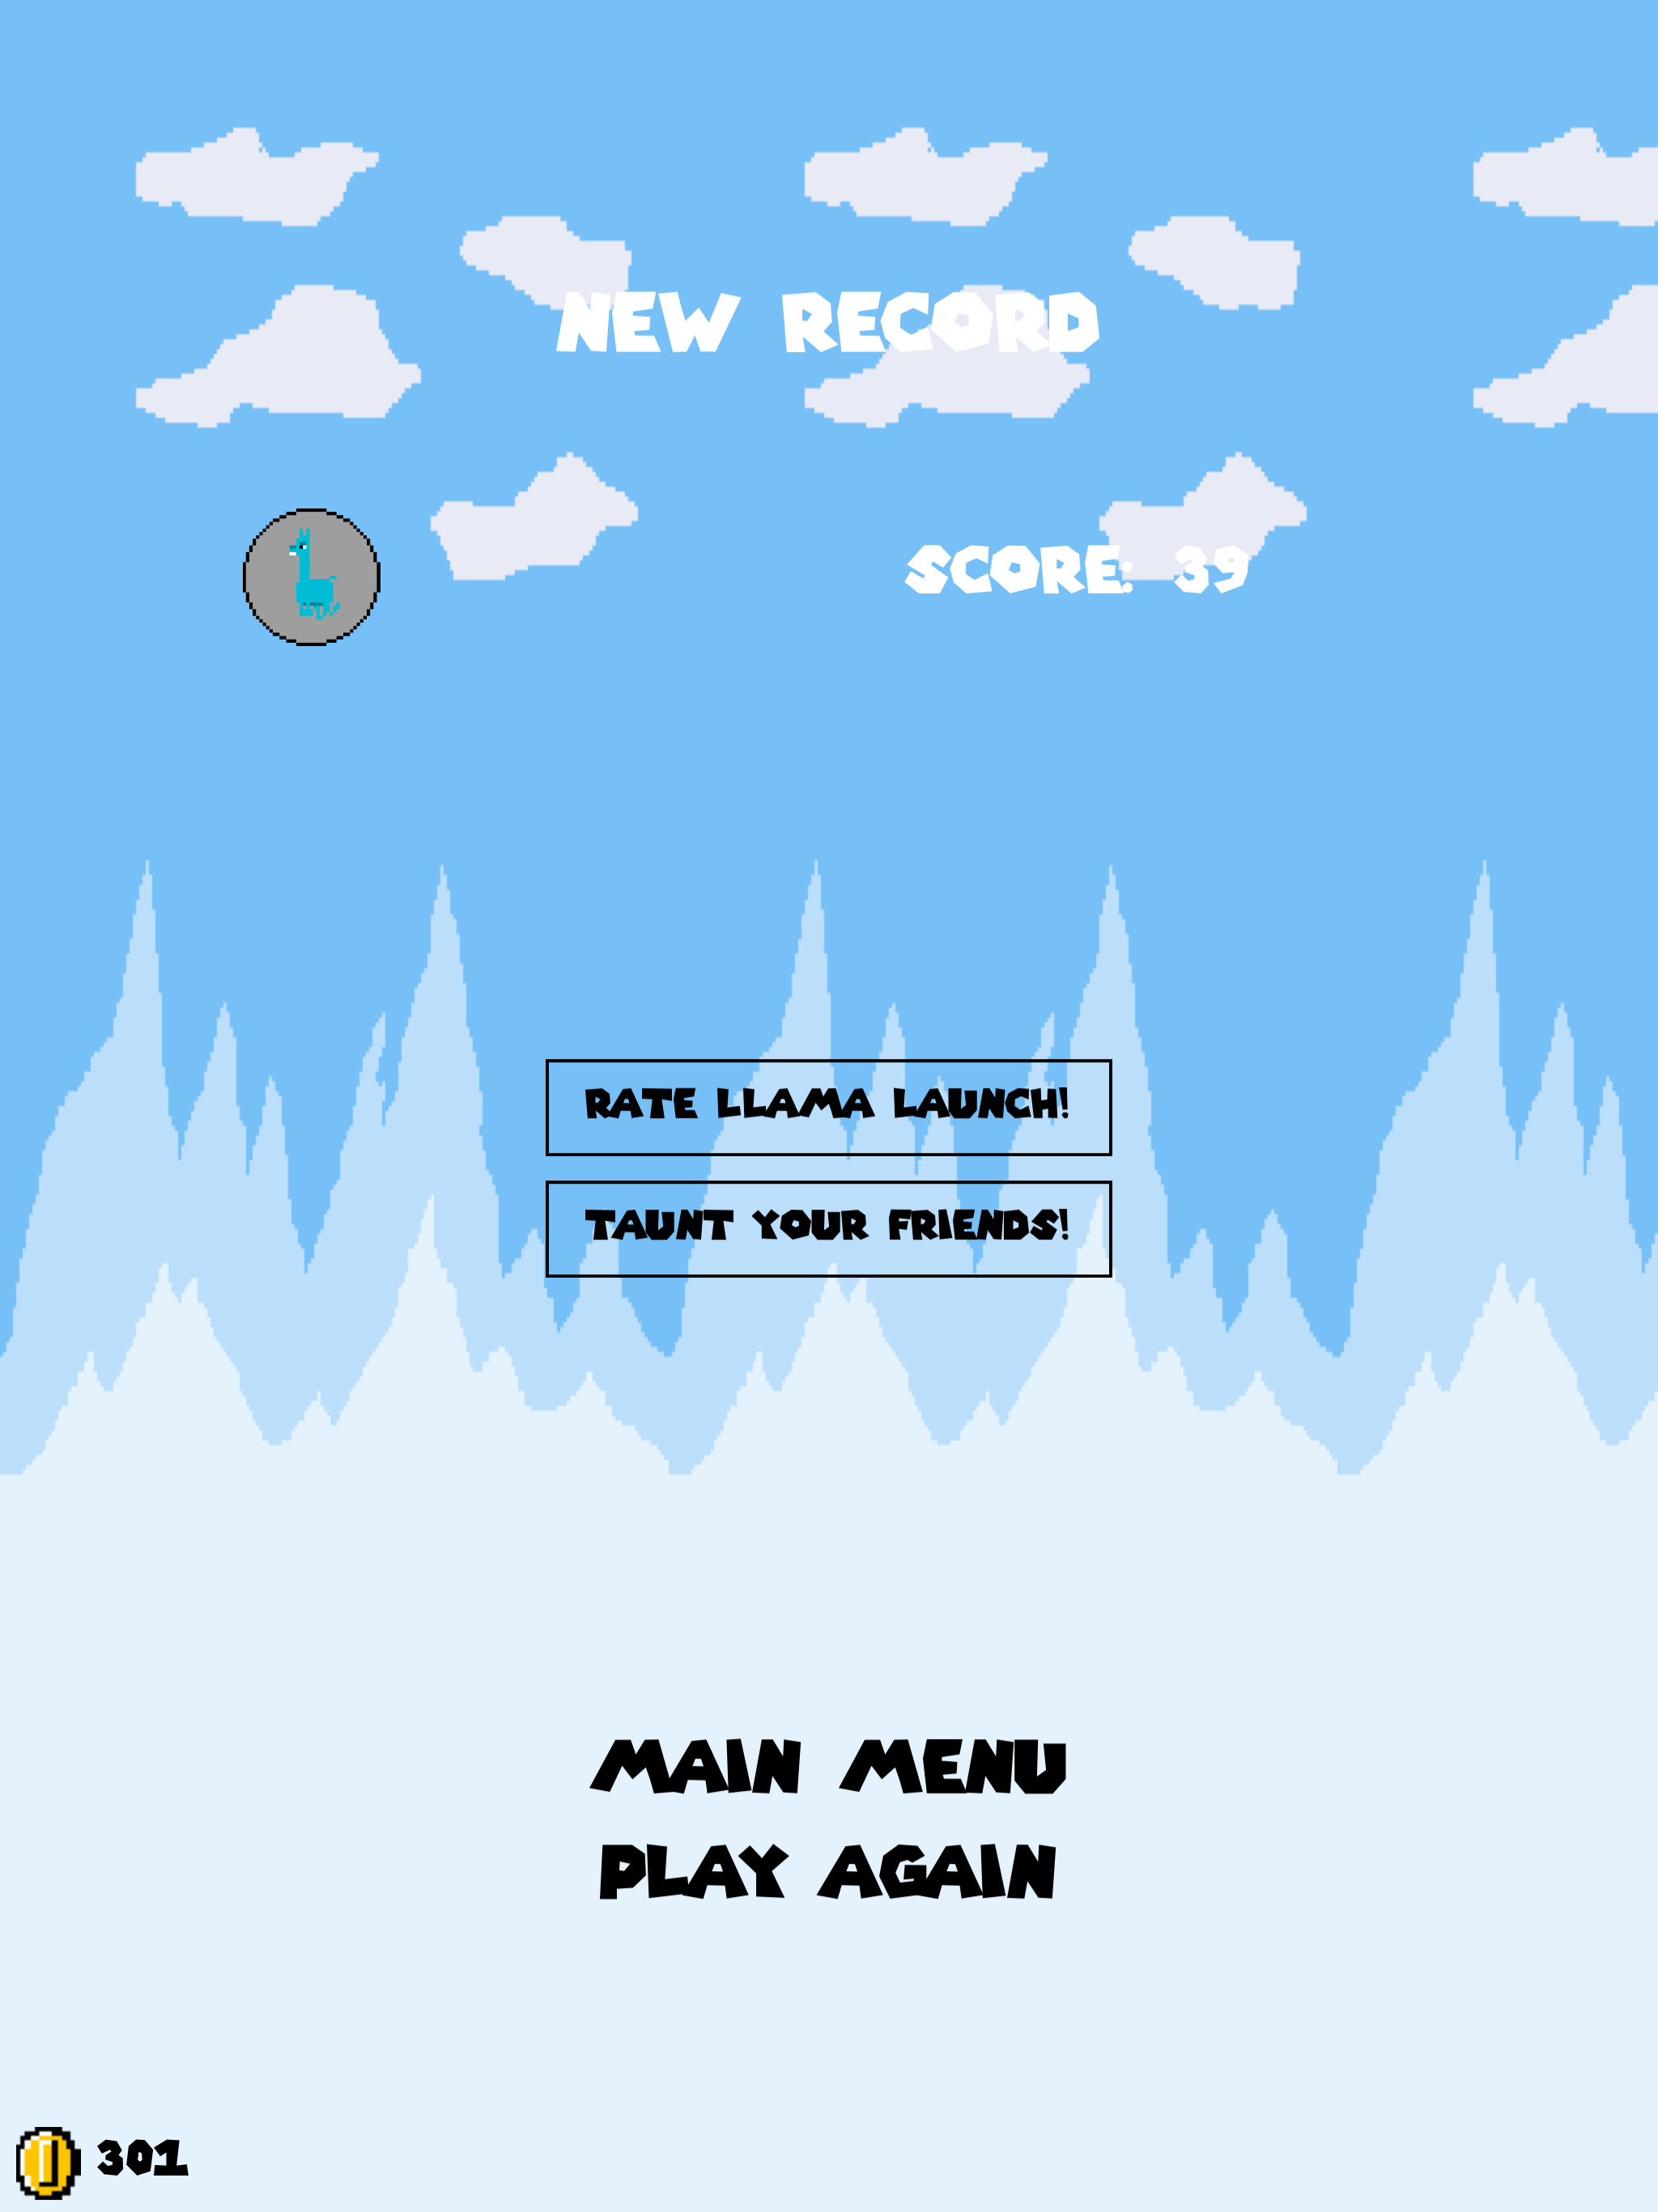 NEW RECORD
SCORE: 39
RATE LLAMA LAUNCH!
TAUNT YOUR FRIENDS!
MAIN MENU
PLAY AGAIN
301